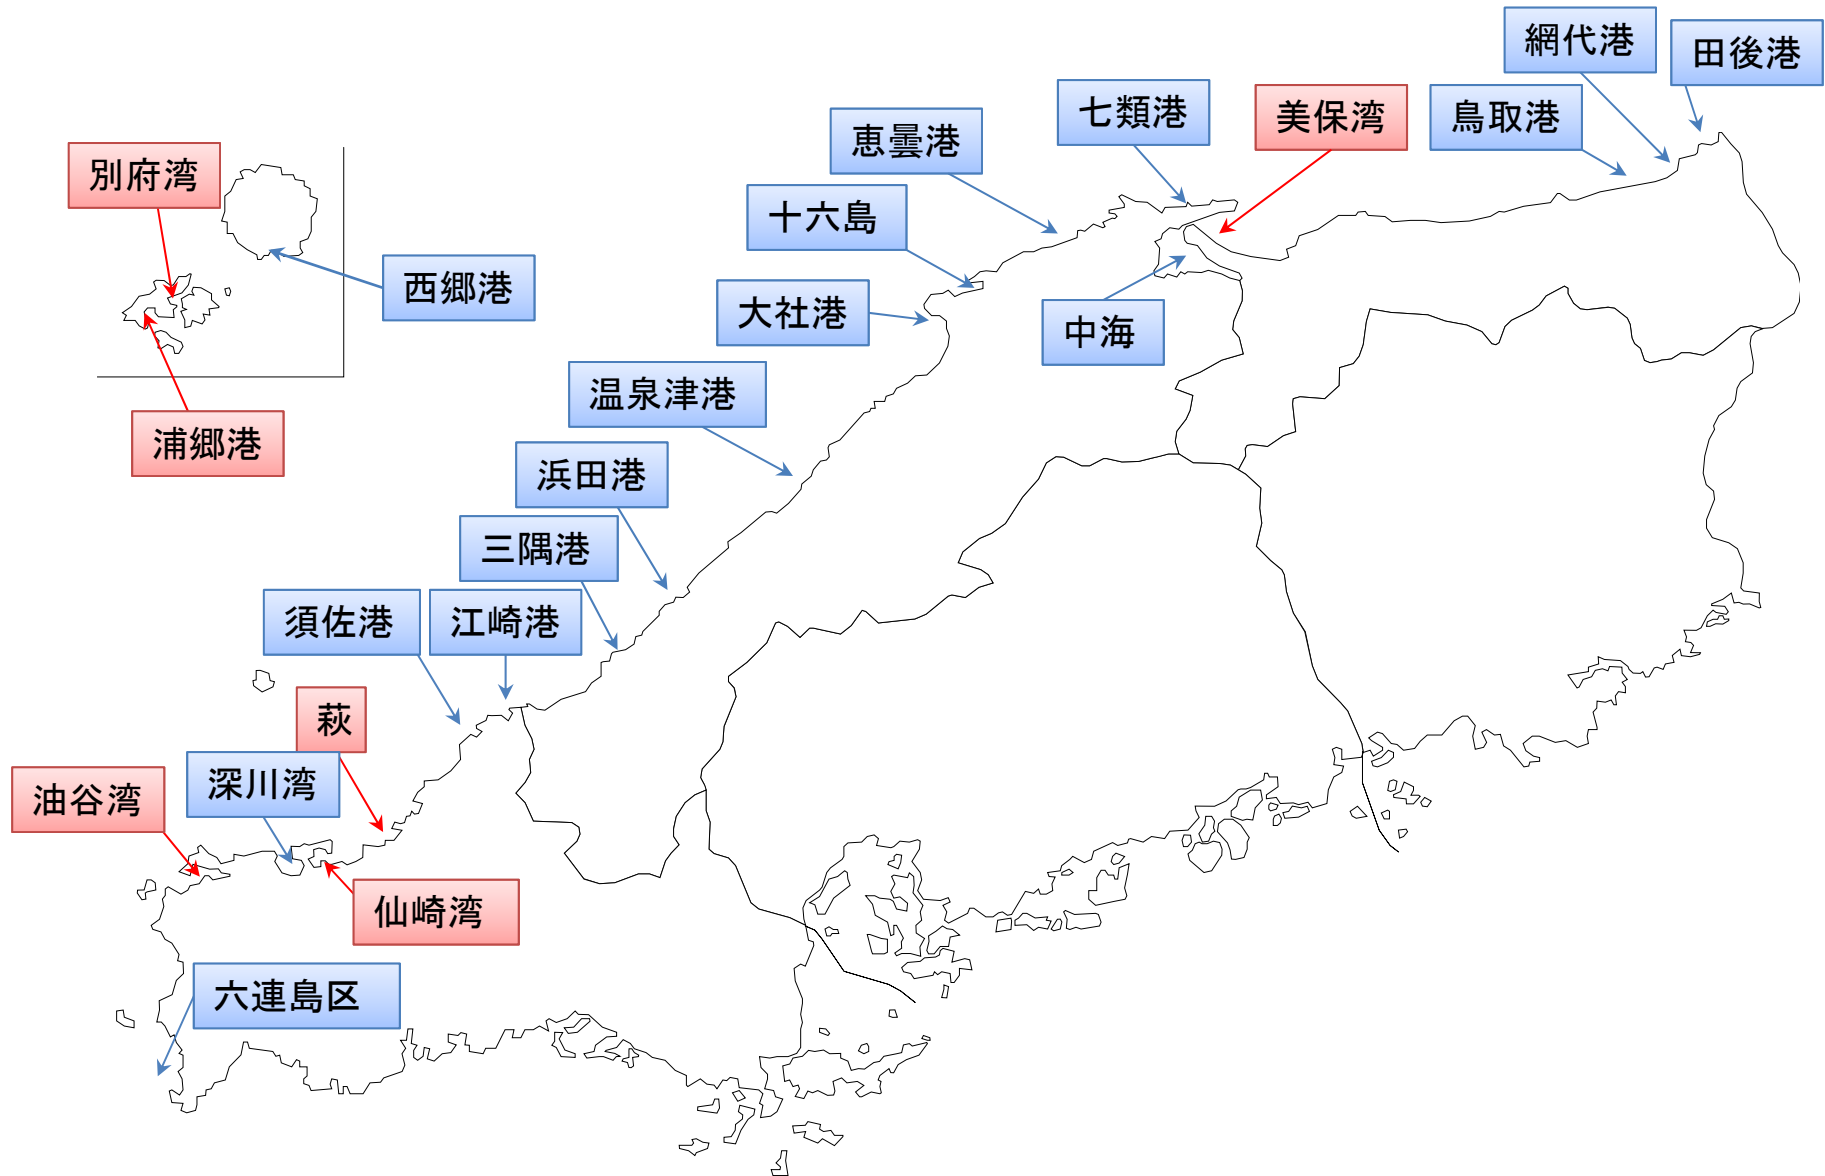 網代港
田後港
七類港
美保湾
鳥取港
恵曇港
別府湾
十六島
西郷港
大社港
中海
温泉津港
浦郷港
浜田港
三隅港
須佐港
江崎港
萩
深川湾
油谷湾
仙崎湾
六連島区